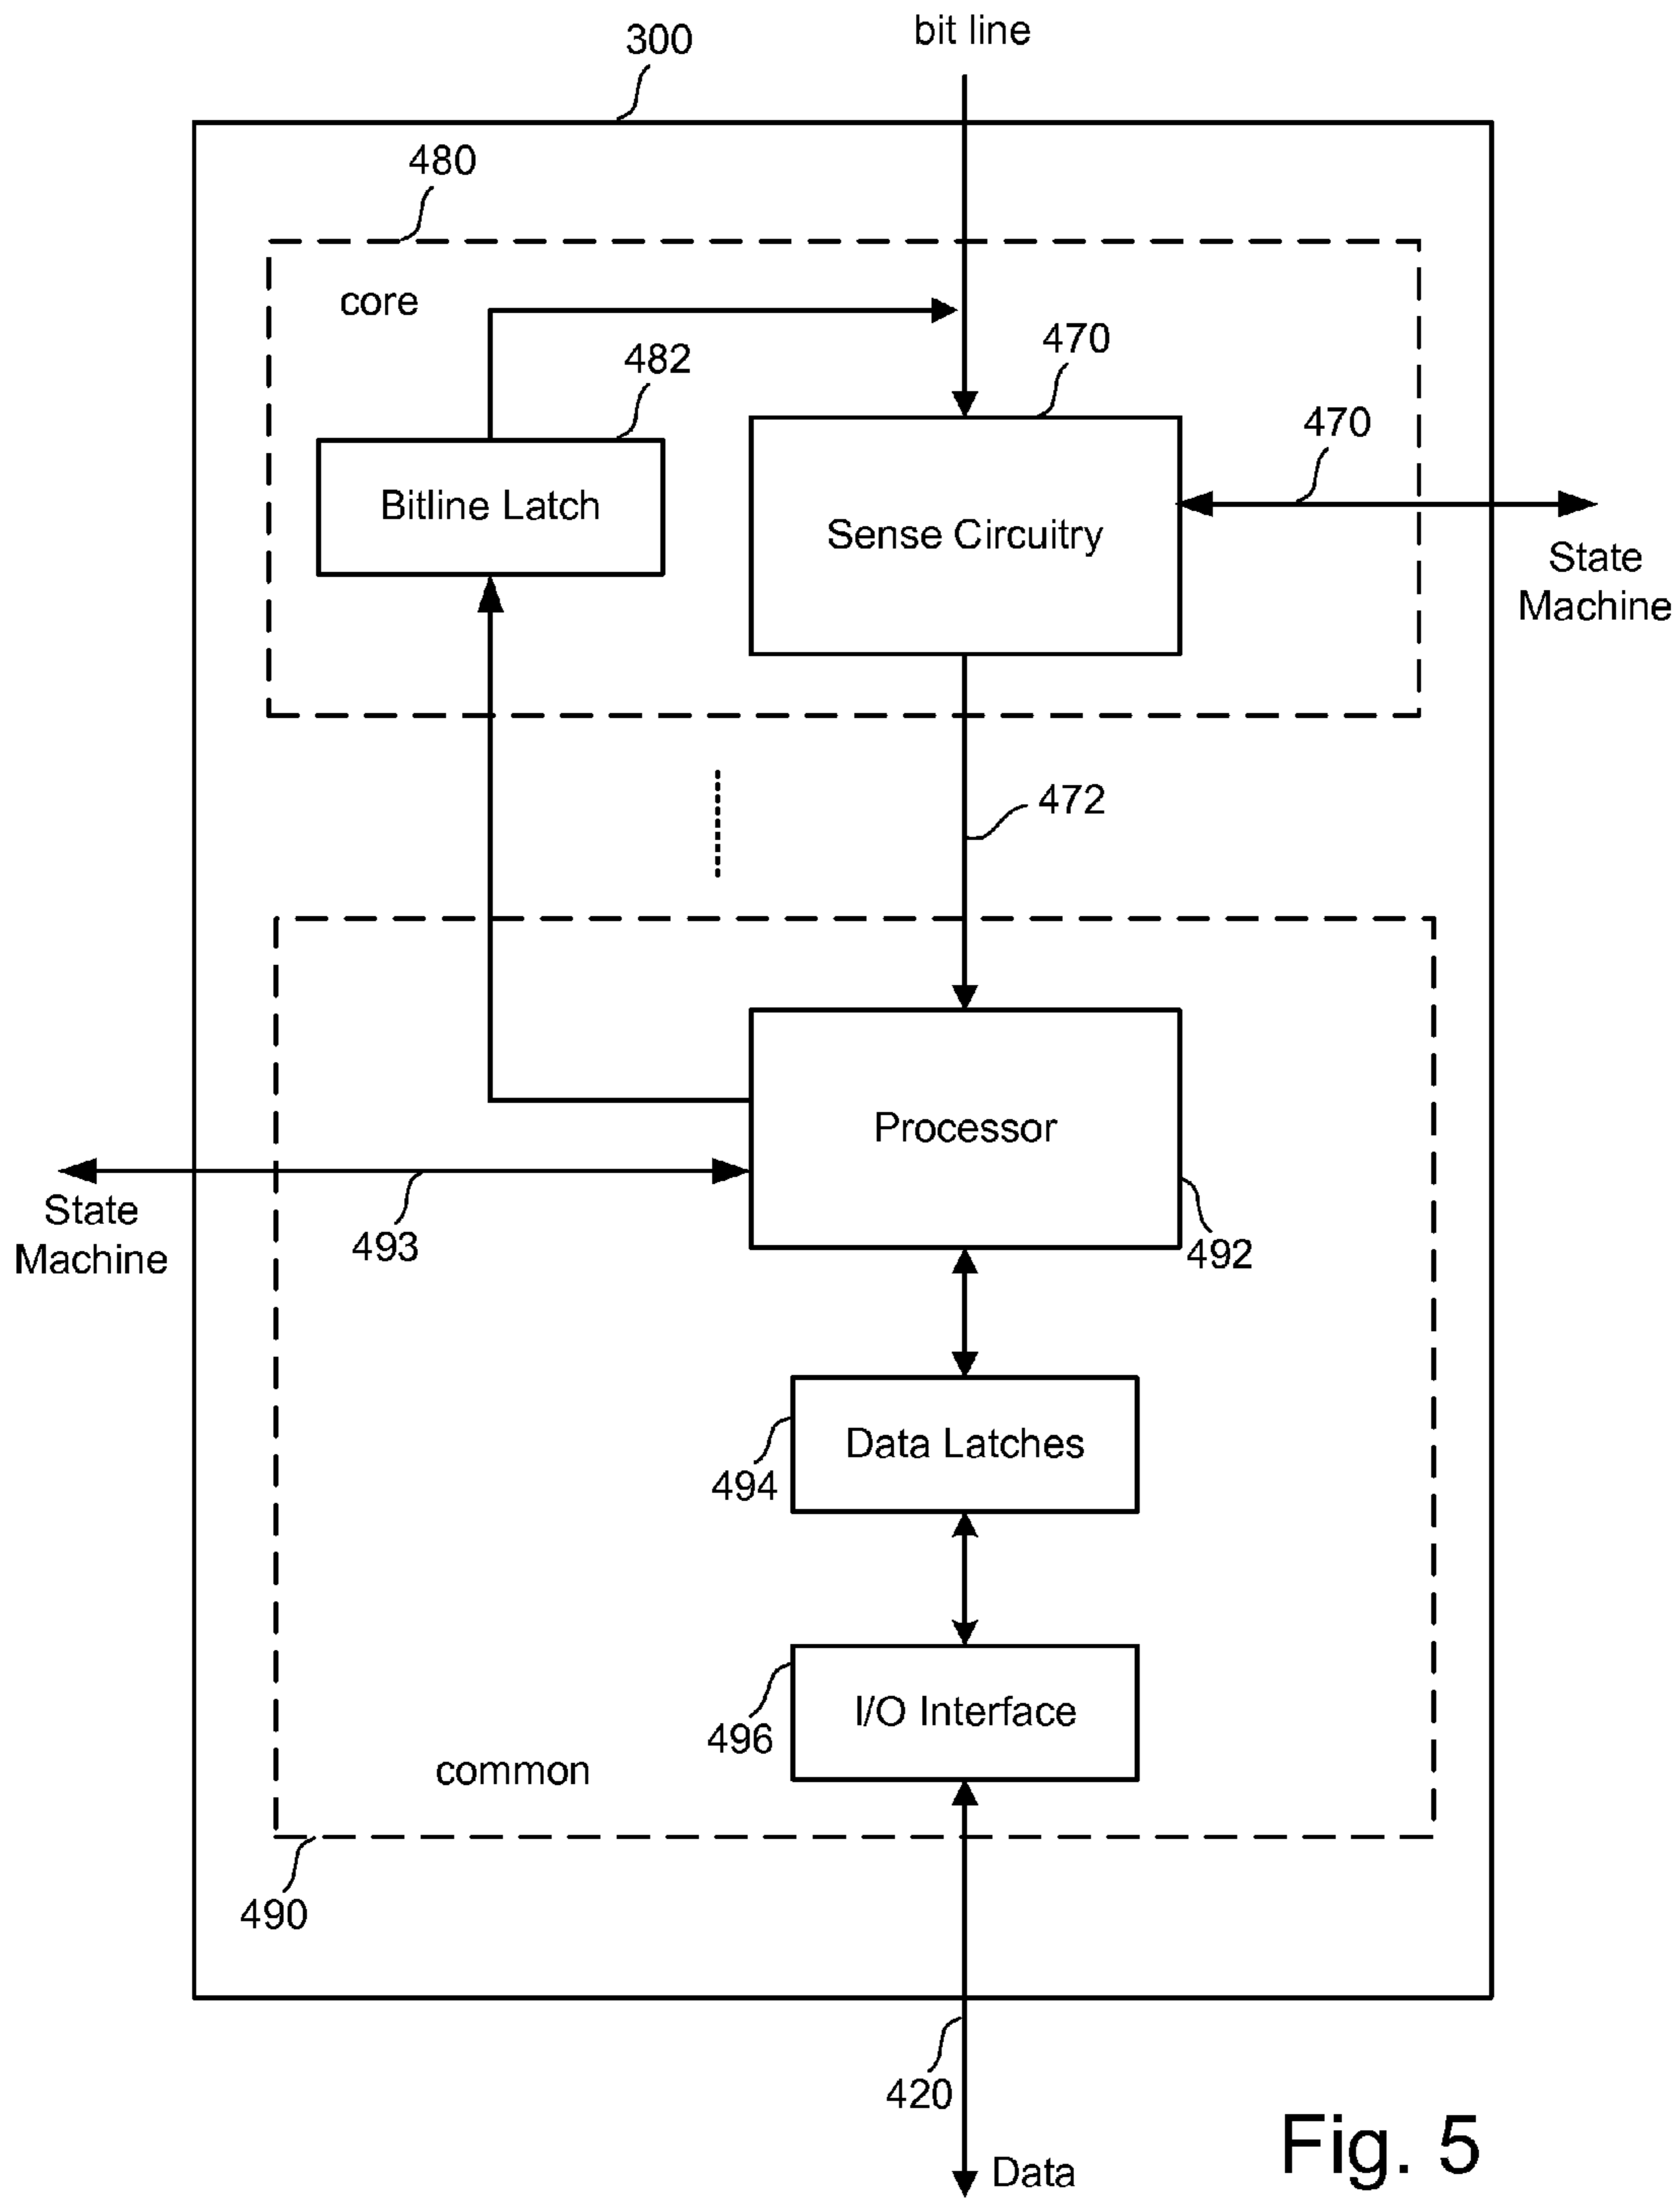 bit line
300
480
core
482
470
470
Bitline Latch
Sense Circuitry
State
Machine
472
Processor
State
Machine
493
492
Data Latches
494
I/O Interface
496
common
490
420
Data
Fig. 5